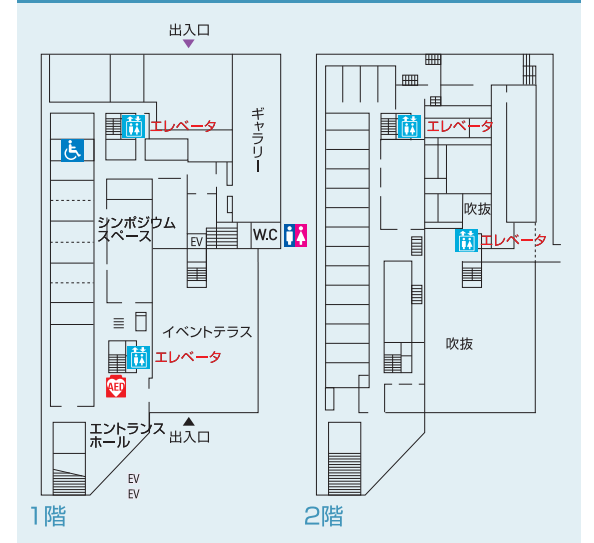 出入口
ギャラリー
エレベータ
シンポジウム
スペース
EV
W.C
イベントテラス
エレベータ
AED
エントランス
ホール
出入口
EV
EV
1階
エレベータ
吹抜
エレベータ
吹抜
2階